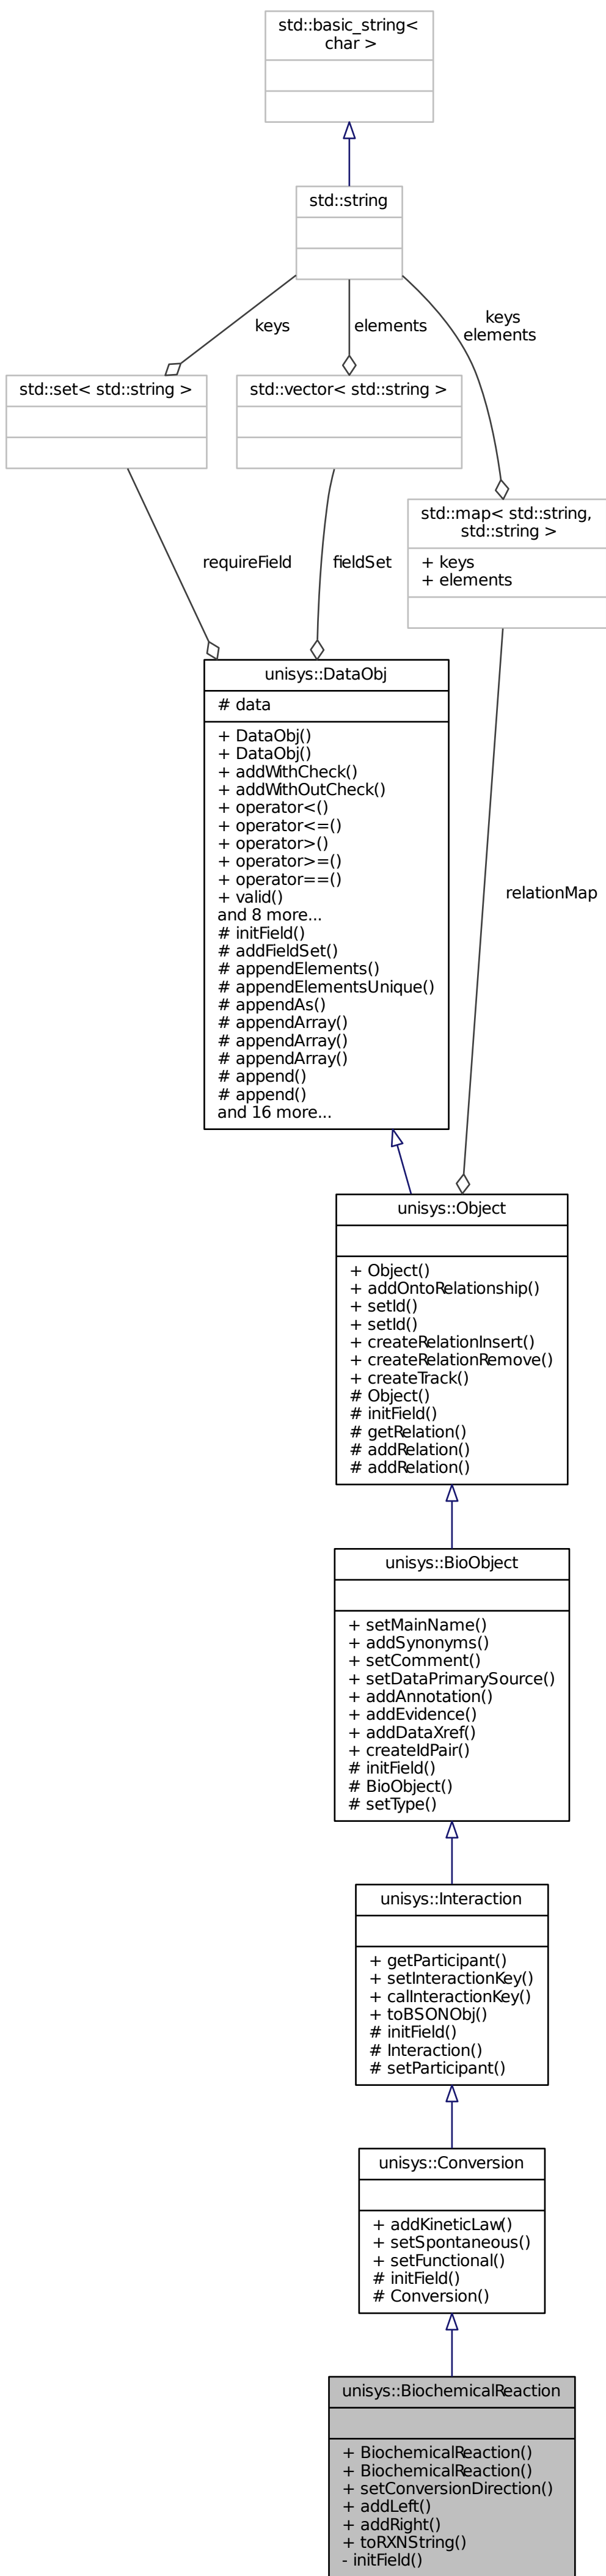 std::basic_string<
char >
std::string
keys
elements
keys
elements
std::set< std::string >
std::vector< std::string >
std::map< std::string,
std::string >
+ keys
+ elements
requireField
fieldSet
unisys::DataObj
# data
+ DataObj()
+ DataObj()
+ addWithCheck()
+ addWithOutCheck()
+ operator<()
+ operator<=()
+ operator>()
+ operator>=()
+ operator==()
+ valid()
and 8 more...
# initField()
# addFieldSet()
# appendElements()
# appendElementsUnique()
# appendAs()
# appendArray()
# appendArray()
# appendArray()
# append()
# append()
and 16 more...
relationMap
unisys::Object
+ Object()
+ addOntoRelationship()
+ setId()
+ setId()
+ createRelationInsert()
+ createRelationRemove()
+ createTrack()
# Object()
# initField()
# getRelation()
# addRelation()
# addRelation()
unisys::BioObject
+ setMainName()
+ addSynonyms()
+ setComment()
+ setDataPrimarySource()
+ addAnnotation()
+ addEvidence()
+ addDataXref()
+ createIdPair()
# initField()
# BioObject()
# setType()
unisys::Interaction
+ getParticipant()
+ setInteractionKey()
+ calInteractionKey()
+ toBSONObj()
# initField()
# Interaction()
# setParticipant()
unisys::Conversion
+ addKineticLaw()
+ setSpontaneous()
+ setFunctional()
# initField()
# Conversion()
unisys::BiochemicalReaction
+ BiochemicalReaction()
+ BiochemicalReaction()
+ setConversionDirection()
+ addLeft()
+ addRight()
+ toRXNString()
- initField()